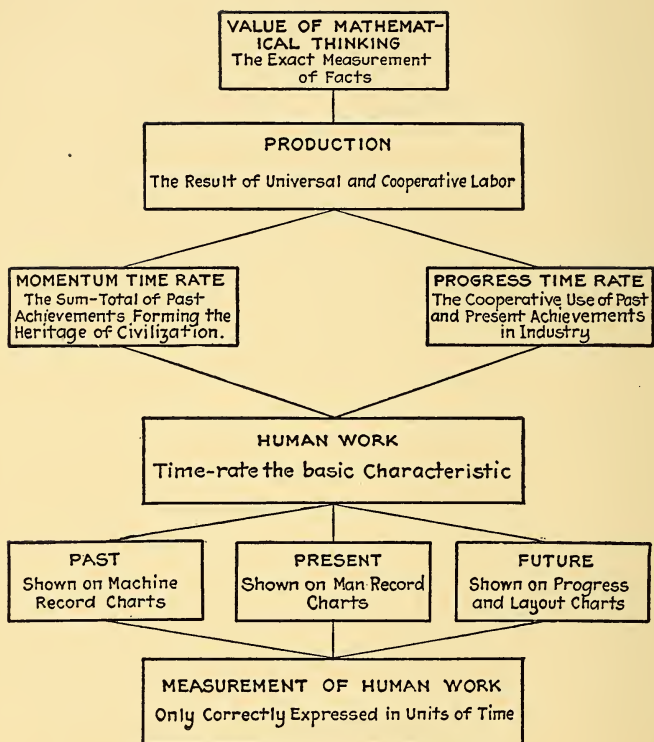 VALUE OF MATHEMAT-
ICAL THINKING
The Exact Measurement
of Facts
PRODUCTION
The Result of Universal and Cooperative Labor
MOMENTUM TIME RATE
The Sum-Total of Past
Achievements Forming the
Heritage of Civilization.
PROGRESS TIME RATE
The Cooperative Use of Past
and Present Achievements
in Industry
HUMAN WORK
Time-rate the basic Characteristic
PAST
Shown on Machine
Record Charts
PRESENT
Shown on Man-Record
Charts
FUTURE
Shown on Progress
and Layout Charts
MEASUREMENT OF HUMAN WORK
Only Correctly Expressed in Units of Time